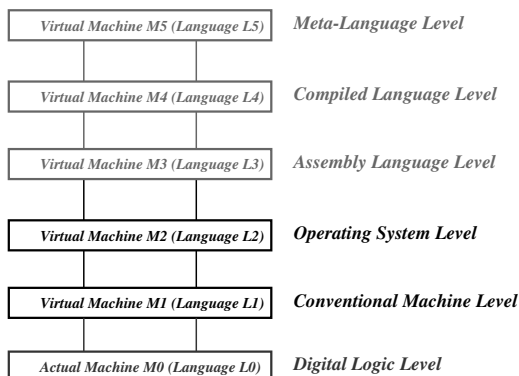 Virtual Machine M5 (Language L5) Meta-Language Level
Virtual Machine M4 (Language L4) Compiled Language Level
Virtual Machine M3 (Language L3) Assembly Language Level
Virtual Machine M2 (Language L2) Operating System Level
Virtual Machine M1 (Language L1) Conventional Machine Level
Actual Machine M0 (Language L0) Digital Logic Level